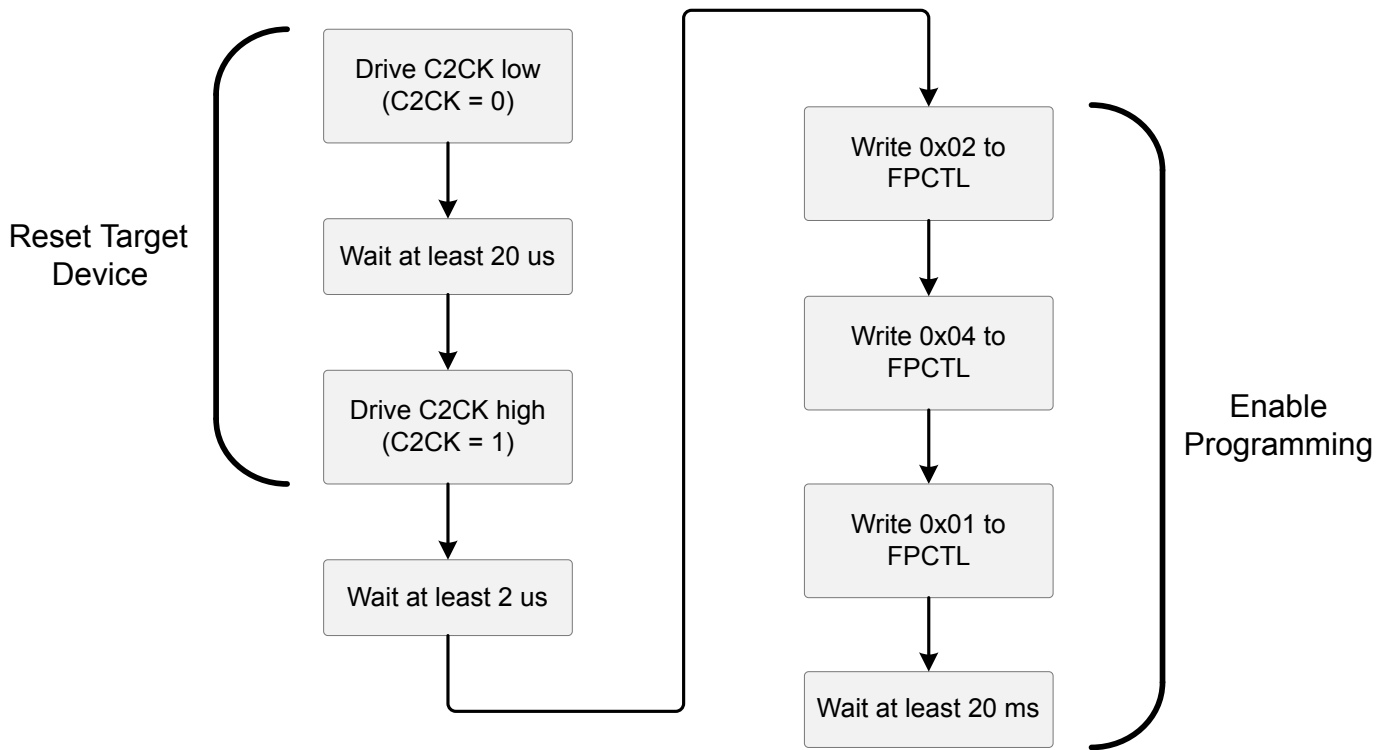 Reset Target
Device
Drive C2CK low
(C2CK = 0)
Wait at least 20 us
Drive C2CK high
(C2CK = 1)
Wait at least 2 us
Write 0x02 to
FPCTL
Write 0x04 to
FPCTL
Write 0x01 to
FPCTL
Wait at least 20 ms
Enable
Programming